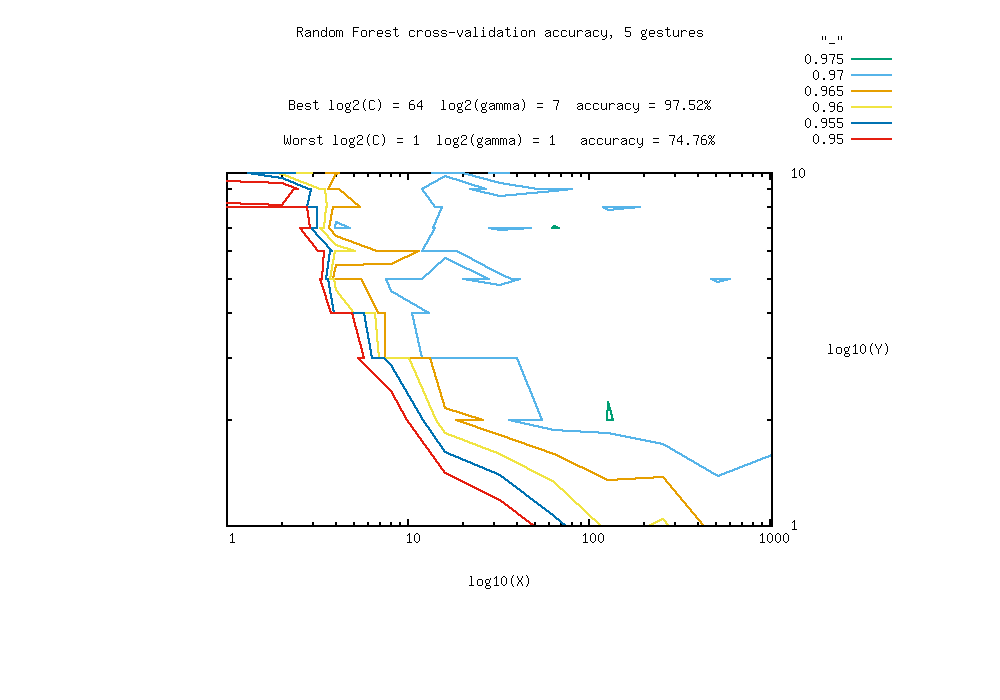 Random Forest cross-validation accuracy, 5 gestures
"_"
0.975
0.97
0.965
0.96
0.955
0.95
Best log2(C) = 64 log2(gamma) = 7 accuracy = 97.52%
Worst log2(C) = 1 log2(gamma) = 1 accuracy = 74.76%
10
log10(Y)
1
1 10 100 1000
log10(X)